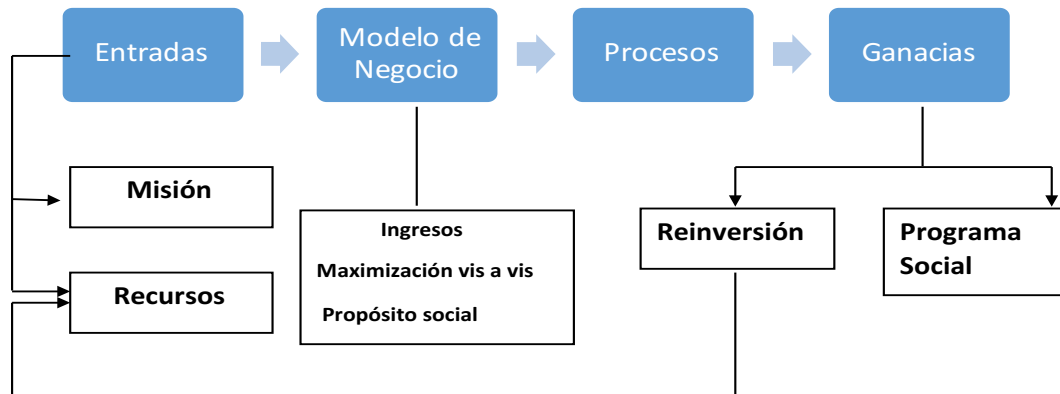 Entradas
Modelo de
Negocio
Procesos
Ganacias
Misión
Recursos
Ingresos
Maximización vis a vis
Propósito social
Reinversión
Programa
Social